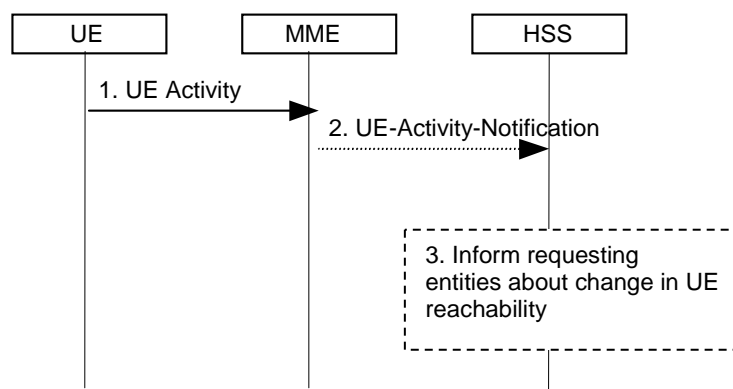 UE
MME
HSS
1. UE Activity
2. UE-Activity-Notification
3. Inform requesting
entities about change in UE
reachability